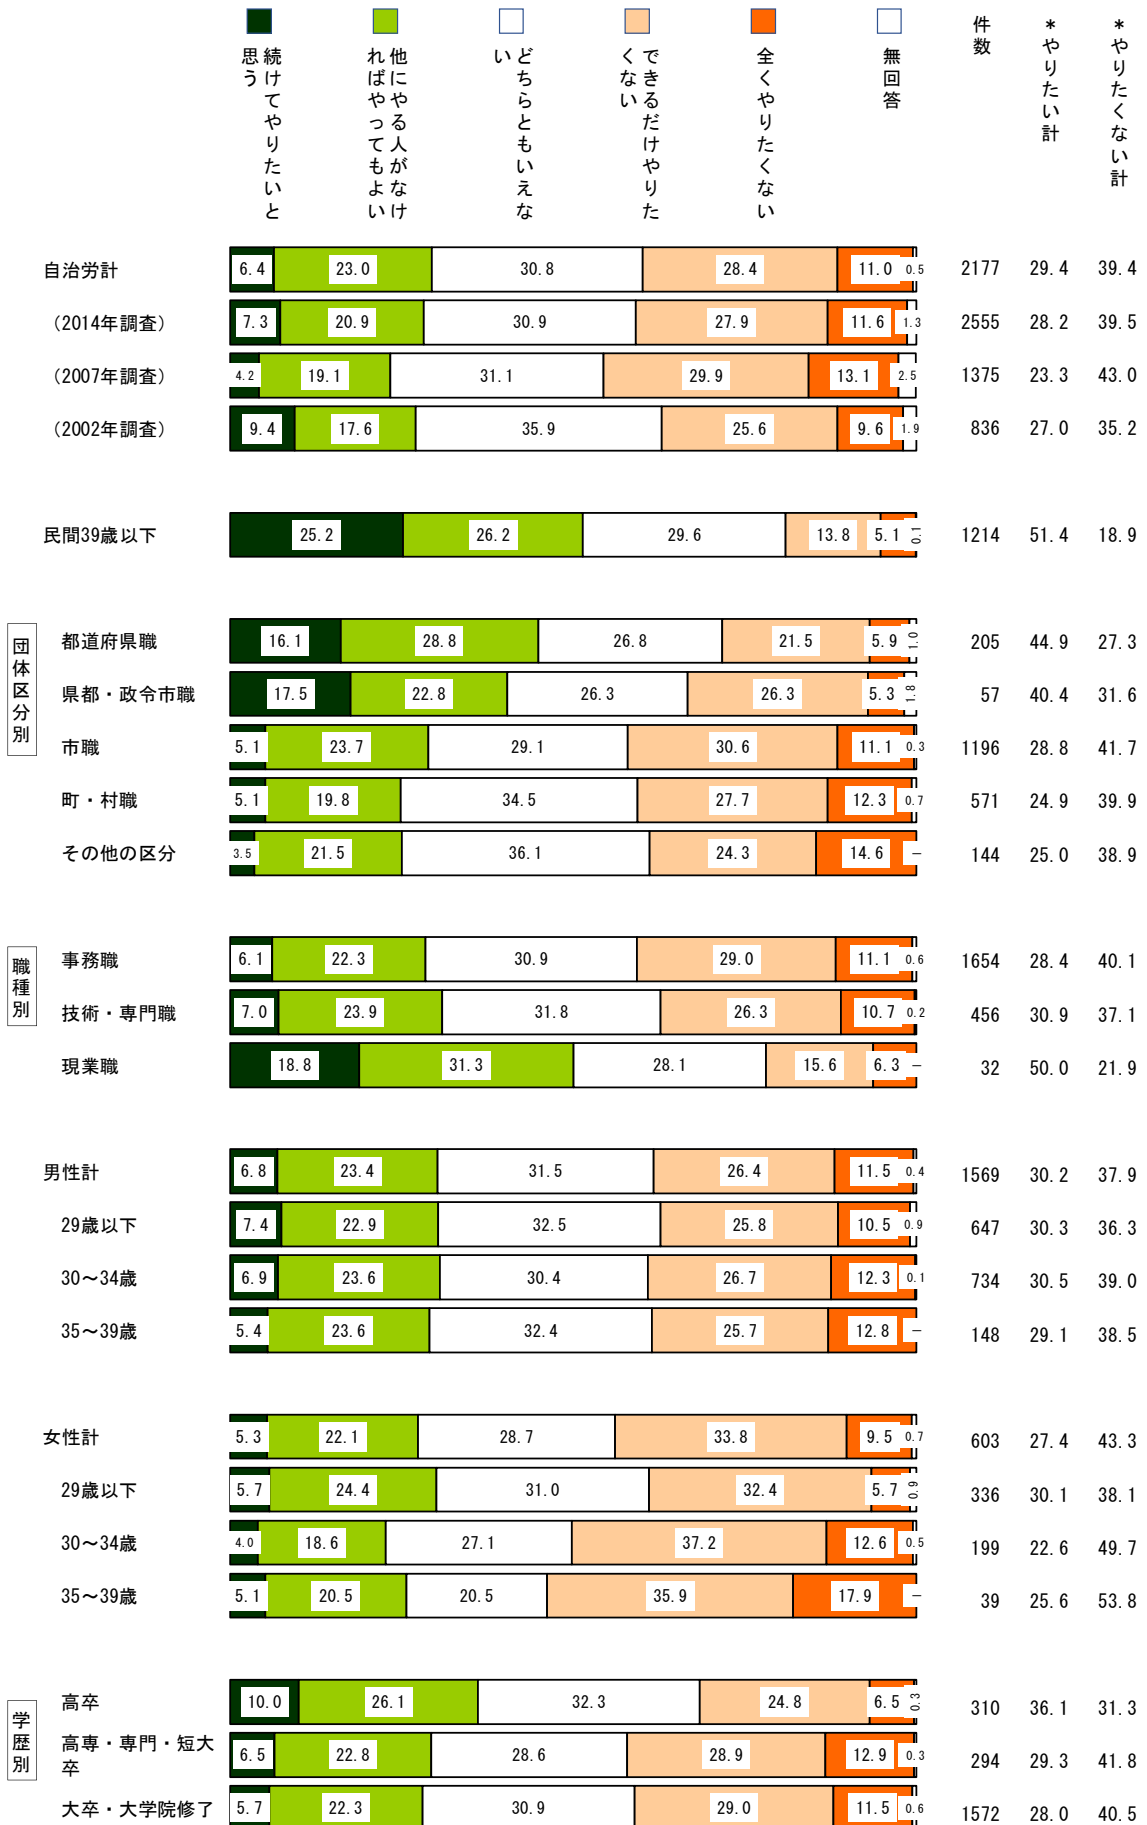 続けてやりたいと
思う
他にやる人がなけ
ればやってもよい
どちらともいえな
い
できるだけやりた
くない
全くやりたくない
無回答
件数
*やりたい計
*やりたくない計
自治労計 6.4 23.0 30.8 28.4 11.0 0.5 2177 29.4 39.4
（2014年調査） 7.3 20.9 30.9 27.9 11.6 1.3 2555 28.2 39.5
（2007年調査） 4.2 19.1 31.1 29.9 13.1 2.5 1375 23.3 43.0
（2002年調査） 9.4 17.6 35.9 25.6 9.6 1.9 836 27.0 35.2
民間39歳以下 25.2 26.2 29.6 13.8 5.1 0.1 1214 51.4 18.9
団体区分別
都道府県職 16.1 28.8 26.8 21.5 5.9 1.0 205 44.9 27.3
県都・政令市職 17.5 22.8 26.3 26.3 5.3 1.8 57 40.4 31.6
市職 5.1 23.7 29.1 30.6 11.1 0.3 1196 28.8 41.7
町・村職 5.1 19.8 34.5 27.7 12.3 0.7 571 24.9 39.9
その他の区分 3.5 21.5 36.1 24.3 14.6 － 144 25.0 38.9
職種別
事務職 6.1 22.3 30.9 29.0 11.1 0.6 1654 28.4 40.1
技術・専門職 7.0 23.9 31.8 26.3 10.7 0.2 456 30.9 37.1
現業職 18.8 31.3 28.1 15.6 6.3 － 32 50.0 21.9
男性計 6.8 23.4 31.5 26.4 11.5 0.4 1569 30.2 37.9
29歳以下 7.4 22.9 32.5 25.8 10.5 0.9 647 30.3 36.3
30～34歳 6.9 23.6 30.4 26.7 12.3 0.1 734 30.5 39.0
35～39歳 5.4 23.6 32.4 25.7 12.8 － 148 29.1 38.5
女性計 5.3 22.1 28.7 33.8 9.5 0.7 603 27.4 43.3
29歳以下 5.7 24.4 31.0 32.4 5.7 0.9 336 30.1 38.1
30～34歳 4.0 18.6 27.1 37.2 12.6 0.5 199 22.6 49.7
35～39歳 5.1 20.5 20.5 35.9 17.9 － 39 25.6 53.8
学歴別
高卒 10.0 26.1 32.3 24.8 6.5 0.3 310 36.1 31.3
高専・専門・短大
卒 6.5 22.8 28.6 28.9 12.9 0.3 294 29.3 41.8
大卒・大学院修了 5.7 22.3 30.9 29.0 11.5 0.6 1572 28.0 40.5